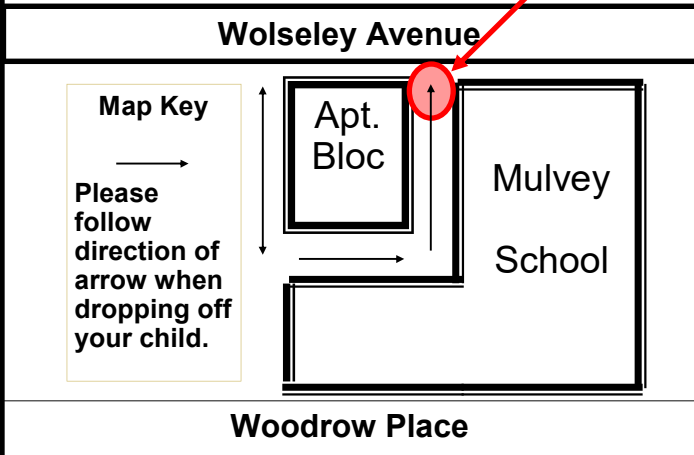 Wolseley Avenue
Map Key
Please
follow
direction of
arrow when
dropping off
your child.
Apt.
Bloc
Mulvey
School
Woodrow Place